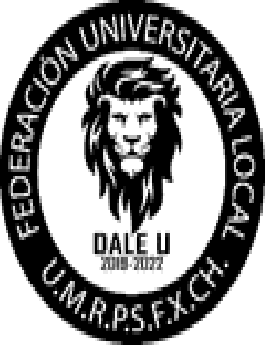 FEDERACIÓN UNIVERSITARIA LOCAL
DALE U
2019-2022
U.M.R.P.S.F.X.CH.